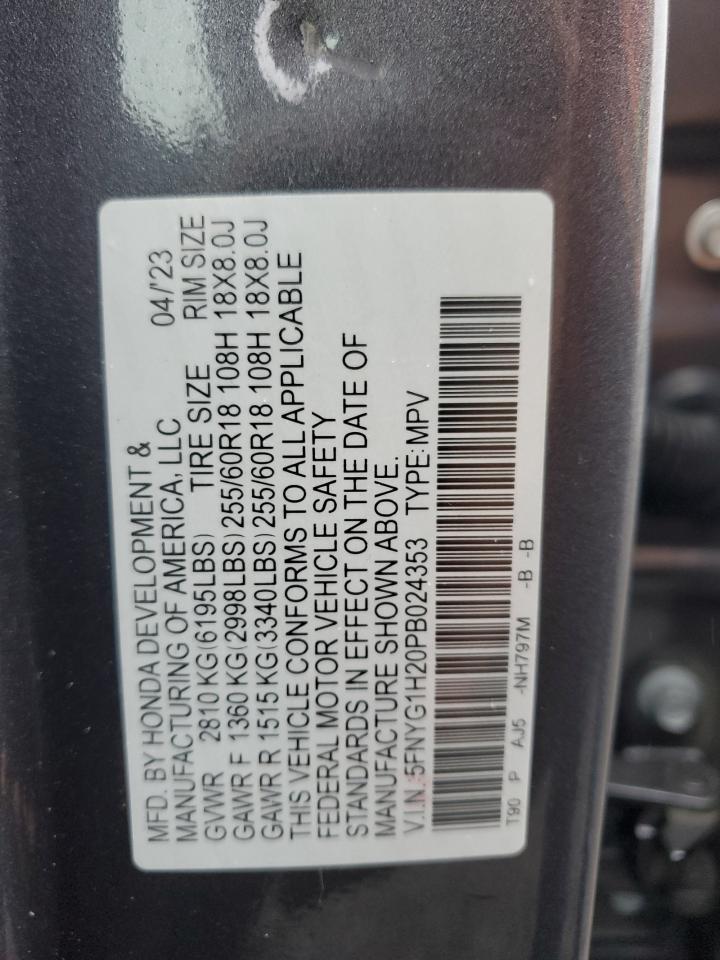 MFD. BY HONDA DEVELOPMENT &
MANUFACTURING OF AMERICA, LLC 04/'23
GVWR 2810 KG(6195LBS) TIRE SIZE RIM SIZE
GAWR F 1360 KG(2998LBS)255/60R18 108H 18X8.0J
GAWR R 1515 KG(3340LBS)255/60R18 108H 18X8.0J
THIS VEHICLE CONFORMS TO ALL APPLICABLE
FEDERAL MOTOR VEHICLE SAFETY
STANDARDS IN EFFECT ON THE DATE OF
MANUFACTURE SHOWN ABOVE.
V.I.N.:5FNYG1H20PB024353 TYPE:MPV
T90 P AJ5 -NH797M -B -B